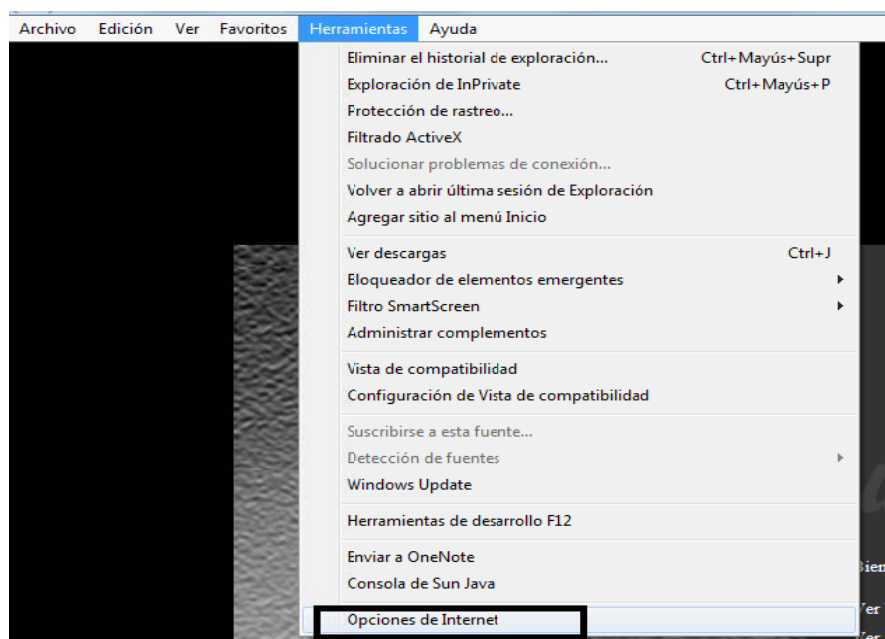 Archivo Edición Ver Favoritos Herramientas Ayuda
Eliminar el historial de exploración... Ctrl+Mayús+Supr
Exploración de InPrivate Ctrl+Mayús+P
Protección de rastreo...
Filtrado ActiveX
Solucionar problemas de conexión...
Volver a abrir última sesión de Exploración
Agregar sitio al menú Inicio
Ver descargas Ctrl+J
Bloqueador de elementos emergentes
Filtro SmartScreen
Administrar complementos
Vista de compatibilidad
Configuración de Vista de compatibilidad
Suscribirse a esta fuente...
Detección de fuentes
Windows Update
Herramientas de desarrollo F12
Enviar a OneNote
Bien
Consola de Sun Java
Ver
Opciones de Internet
Ver